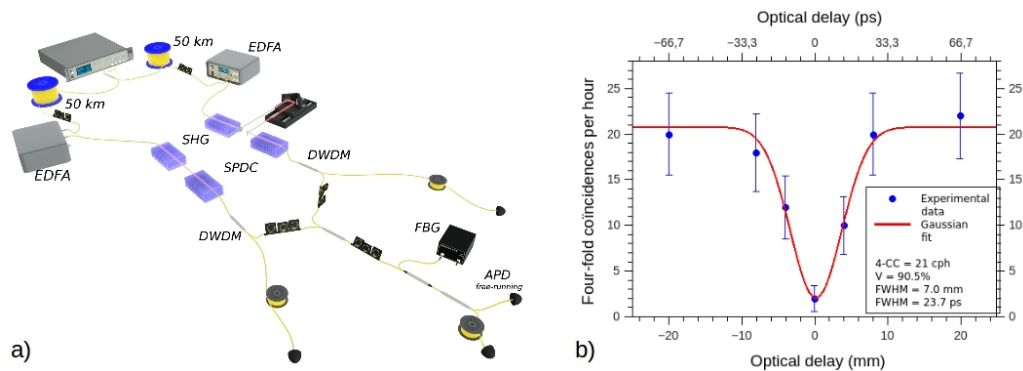 50 km
EDFA
50 km
EDFA
SHG
SPDC
DWDM
DWDM
FBG
APD
free-running
a)
Optical delay (ps)
−66,7 −33,3 0 33,3 66,7
Four-fold coïncidences per hour
25 25
20 20
15 15
10 10
5 5
0 0
Experimental
data
Gaussian
fit
4-CC = 21 cph
V = 90.5%
FWHM = 7.0 mm
FWHM = 23.7 ps
−20 −10 0 10 20
Optical delay (mm)
b)